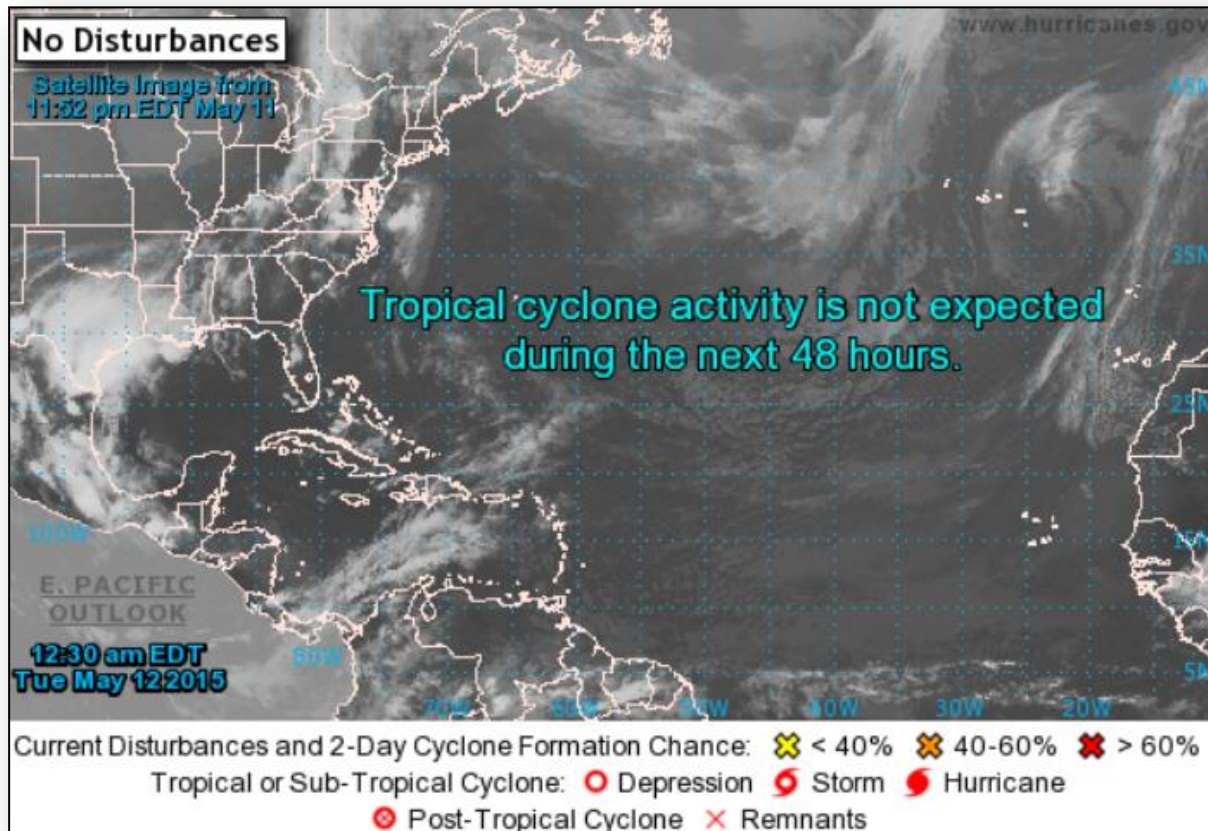 www.hurricanes.gov
No Disturbances
Satellite Image from
11:52 pm EDT May 11
45N
35N
Tropical cyclone activity is not expected
during the next 48 hours.
25N
100W
15N
E. PACIFIC
OUTLOOK
12:30 am EDT
Tue May 12 2015
80W
5N
70W 60W 50W 40W 30W 20W
Current Disturbances and 2-Day Cyclone Formation Chance: < 40% 40-60% > 60%
Tropical or Sub-Tropical Cyclone: Depression Storm Hurricane
Post-Tropical Cyclone Remnants